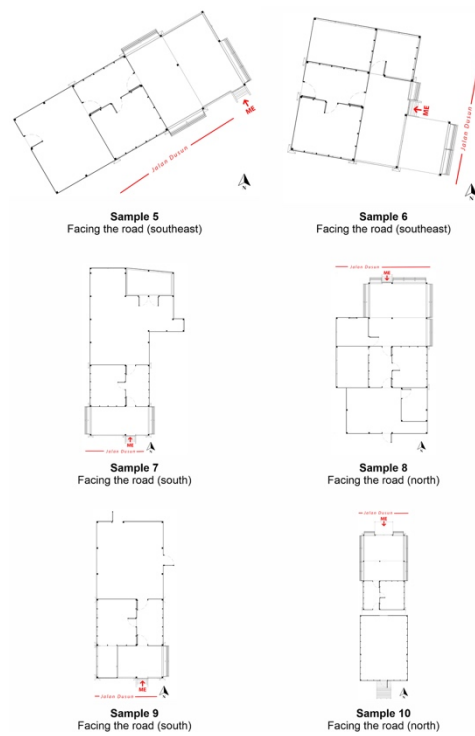 ME
Jalan Dusun
N
Sample 5
Facing the road (southeast)
ME
Jalan Dusun
N
Sample 6
Facing the road (southeast)
ME
Jalan Dusun
N
Sample 7
Facing the road (south)
Jalan Dusun
ME
N
Sample 8
Facing the road (north)
ME
Jalan Dusun
N
Sample 9
Facing the road (south)
Jalan Dusun
ME
N
Sample 10
Facing the road (north)